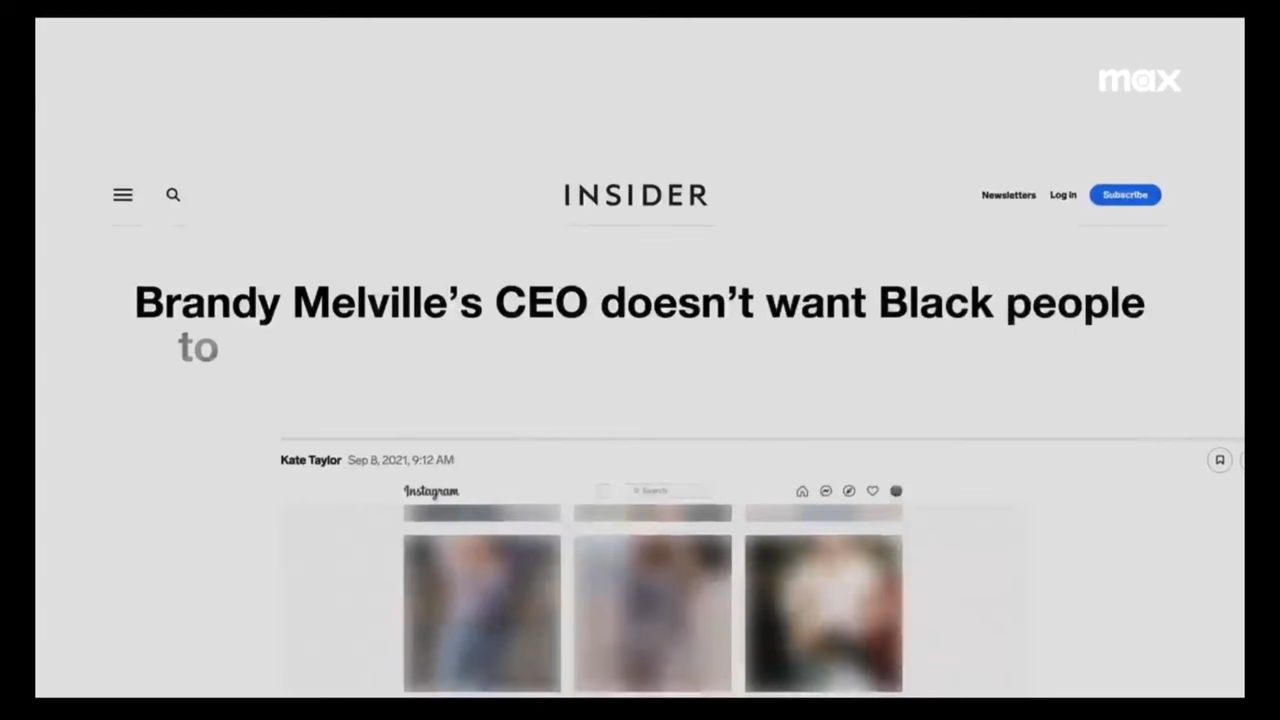 max
INSIDER
Newsletters Log in Subscribe
Brandy Melville’s CEO doesn’t want Black people
to
Kate Taylor Sep 8, 2021, 9:12 AM
Instagram
Search